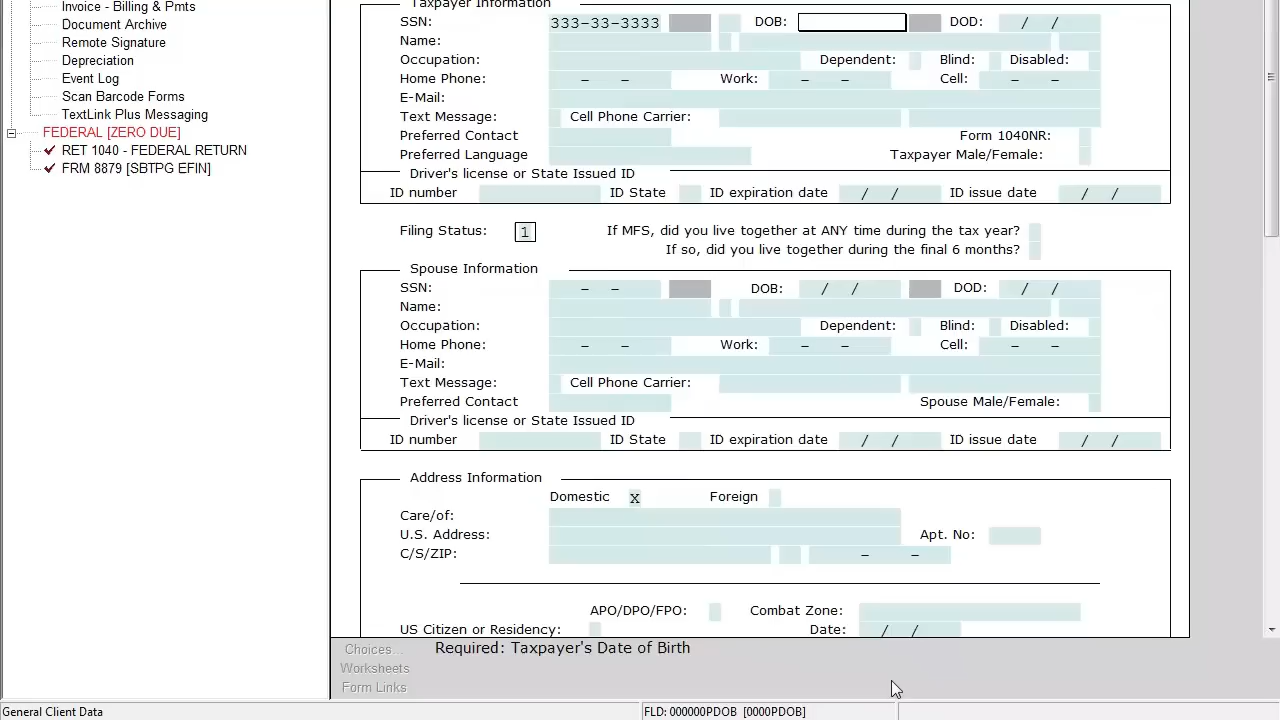 Invoice - Billing & Pmts
Document Archive
Remote Signature
Depreciation
Event Log
Scan Barcode Forms
TextLink Plus Messaging
FEDERAL [ZERO DUE]
RET 1040 - FEDERAL RETURN
FRM 8879 [SBTPG EFIN]
Taxpayer Information
SSN: 333-33-3333 DOB: DOD: / /
Name:
Occupation: Dependent: Blind: Disabled:
Home Phone: - - Work: - - Cell: - -
E-Mail:
Text Message: Cell Phone Carrier:
Preferred Contact Form 1040NR:
Preferred Language Taxpayer Male/Female:
Driver's license or State Issued ID
ID number ID State ID expiration date / / ID issue date / /
Filing Status: 1 If MFS, did you live together at ANY time during the tax year?
If so, did you live together during the final 6 months?
Spouse Information
SSN: - - DOB: / / DOD: / /
Name:
Occupation: Dependent: Blind: Disabled:
Home Phone: - - Work: - - Cell: - -
E-Mail:
Text Message: Cell Phone Carrier:
Preferred Contact Spouse Male/Female:
Driver's license or State Issued ID
ID number ID State ID expiration date / / ID issue date / /
Address Information
Domestic X Foreign
Care/of:
U.S. Address: Apt. No:
C/S/ZIP: - -
APO/DPO/FPO: Combat Zone:
US Citizen or Residency: Date: / /
Choices... Required: Taxpayer's Date of Birth
Worksheets
Form Links
General Client Data FLD: 000000PDOB [0000PDOB]